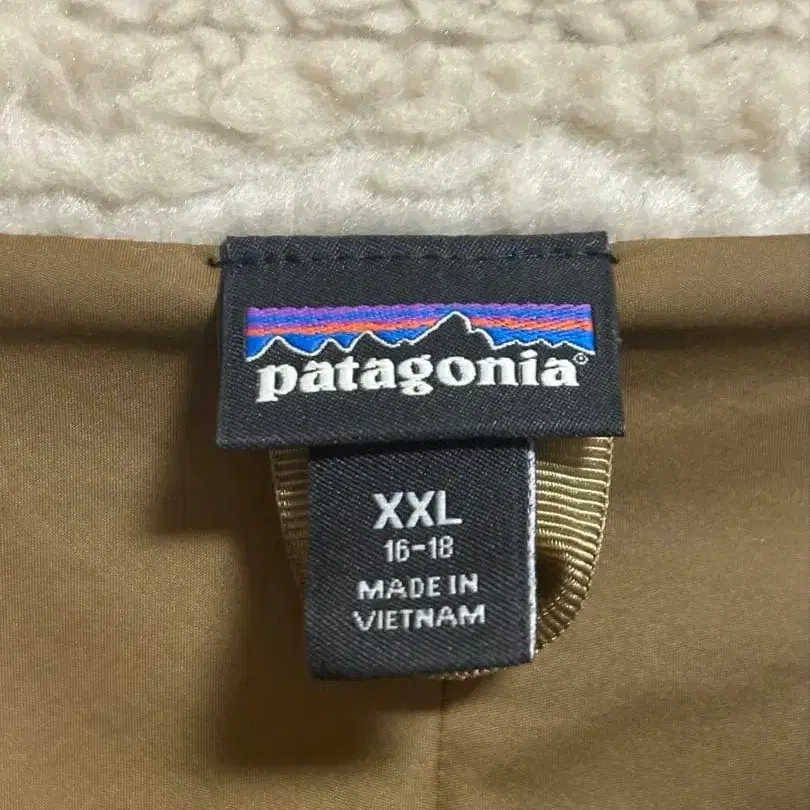 patagonia®
XXL
16-18
MADE IN
VIETNAM